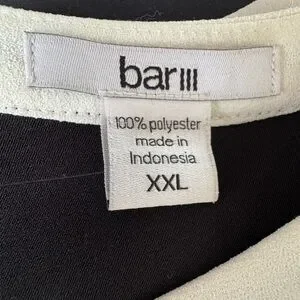 bar III
100% polyester
made in
Indonesia
XXL